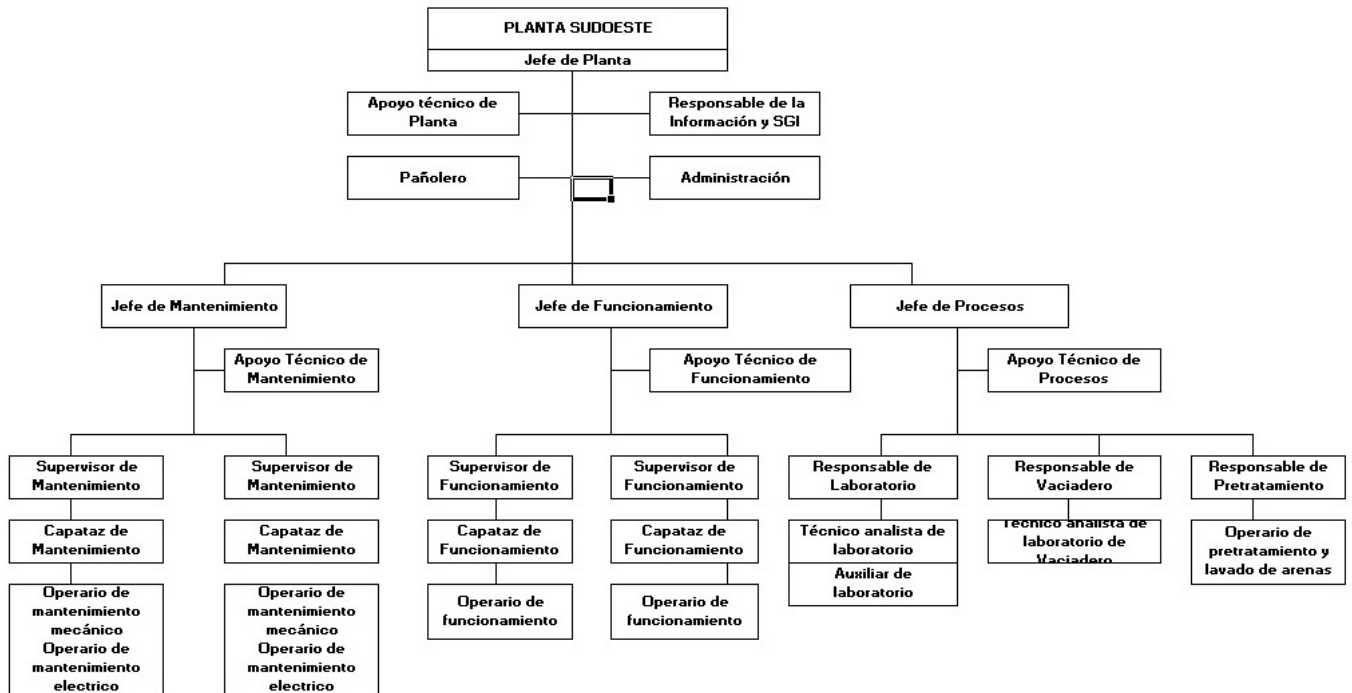 PLANTA SUDOESTE
Jefe de Planta
Apoyo técnico de
Planta
Responsable de la
Información y SGI
Pañolero
Administración
Jefe de Mantenimiento
Jefe de Funcionamiento
Jefe de Procesos
Apoyo Técnico de
Mantenimiento
Apoyo Técnico de
Funcionamiento
Apoyo Técnico de
Procesos
Supervisor de
Mantenimiento
Supervisor de
Mantenimiento
Supervisor de
Funcionamiento
Supervisor de
Funcionamiento
Responsable de
Laboratorio
Responsable de
Vaciadero
Responsable de
Pretratamiento
Capataz de
Mantenimiento
Capataz de
Mantenimiento
Capataz de
Funcionamiento
Capataz de
Funcionamiento
Técnico analista de
laboratorio
Técnico analista de
laboratorio de
Vaciadero
Operario de
pretratamiento y
lavado de arenas
Auxiliar de
laboratorio
Operario de
mantenimiento
mecánico
Operario de
mantenimiento
electrico
Operario de
mantenimiento
mecánico
Operario de
mantenimiento
electrico
Operario de
funcionamiento
Operario de
funcionamiento